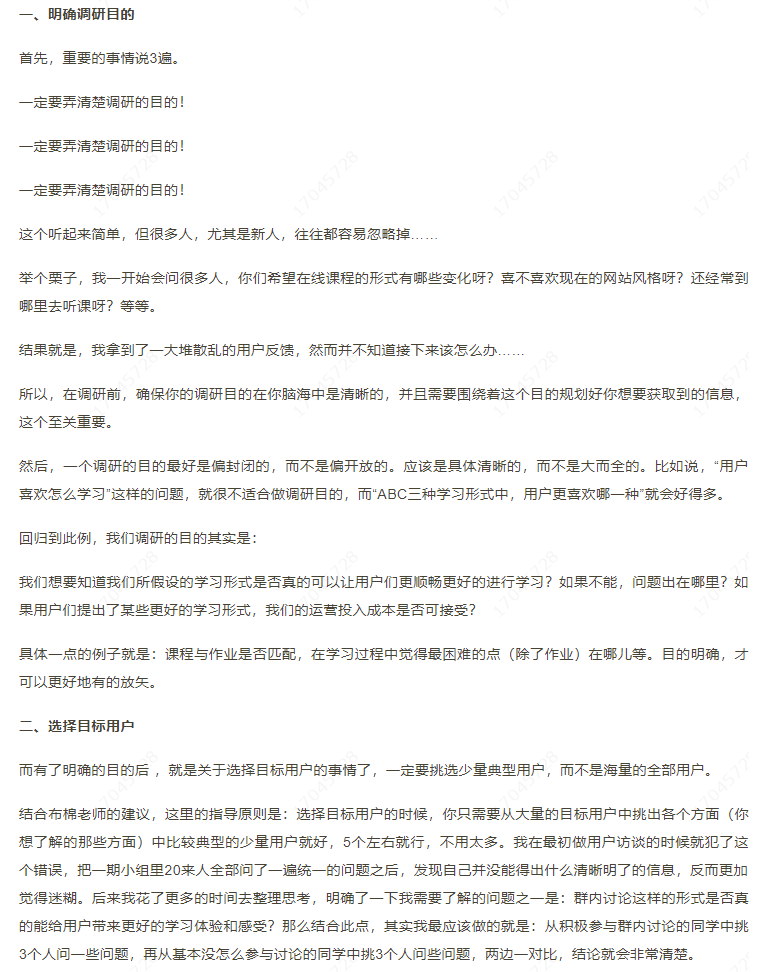 一、明确调研目的
首先，重要的事情说3遍。
一定要弄清楚调研的目的！
一定要弄清楚调研的目的！
一定要弄清楚调研的目的！
这个听起来简单，但很多人，尤其是新人，往往都容易忽略掉……
举个栗子，我一开始会问很多人，你们希望在线课程的形式有哪些变化呀？喜不喜欢现在的网站风格呀？还经常到
哪里去听课呀？等等。
结果就是，我拿到了一大堆散乱的用户反馈，然而并不知道接下来该怎么办……
所以，在调研前，确保你的调研目的在你脑海中是清晰的，并且需要围绕着这个目的规划好你想要获取到的信息，
这个至关重要。
然后，一个调研的目的最好是偏封闭的，而不是偏开放的。应该是具体清晰的，而不是大而全的。比如说，“用户
喜欢怎么学习”这样的问题，就很不适合做调研目的，而“ABC三种学习形式中，用户更喜欢哪一种”就会好得多。
回归到此例，我们调研的目的其实是：
我们想要知道我们所假设的学习形式是否真的可以让用户们更顺畅更好的进行学习？如果不能，问题出在哪里？如
果用户们提出了某些更好的学习形式，我们的运营投入成本是否可接受？
具体一点的例子就是：课程与作业是否匹配，在学习过程中觉得最困难的点（除了作业）在哪儿等。目的明确，才
可以更好地有的放矢。
二、选择目标用户
而有了明确的目的后 ，就是关于选择目标用户的事情了，一定要挑选少量典型用户，而不是海量的全部用户。
结合布棉老师的建议，这里的指导原则是：选择目标用户的时候，你只需要从大量的目标用户中挑出各个方面（你
想了解的那些方面）中比较典型的少量用户就好，5个左右就行，不用太多。我在最初做用户访谈的时候就犯了这
个错误，把一期小组里20来人全部问了一遍统一的问题之后，发现自己并没能得出什么清晰明了的信息，反而更加
觉得迷糊。后来我花了更多的时间去整理思考，明确了一下我需要了解的问题之一是：群内讨论这样的形式是否真
的能给用户带来更好的学习体验和感受？那么结合此点，其实我最应该做的就是：从积极参与群内讨论的同学中挑
3个人问一些问题，再从基本没怎么参与讨论的同学中挑3个人问些问题，两边一对比，结论就会非常清楚。
17045728
17045728
17045728
17045728
17045728
17045728
17045728
17045728